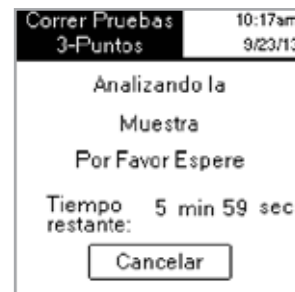 Correr Pruebas 10:17am
3-Puntos 9/23/13
Analizando la
Muestra
Por Favor Espere
Tiempo 5 min 59 sec
restante:
Cancelar